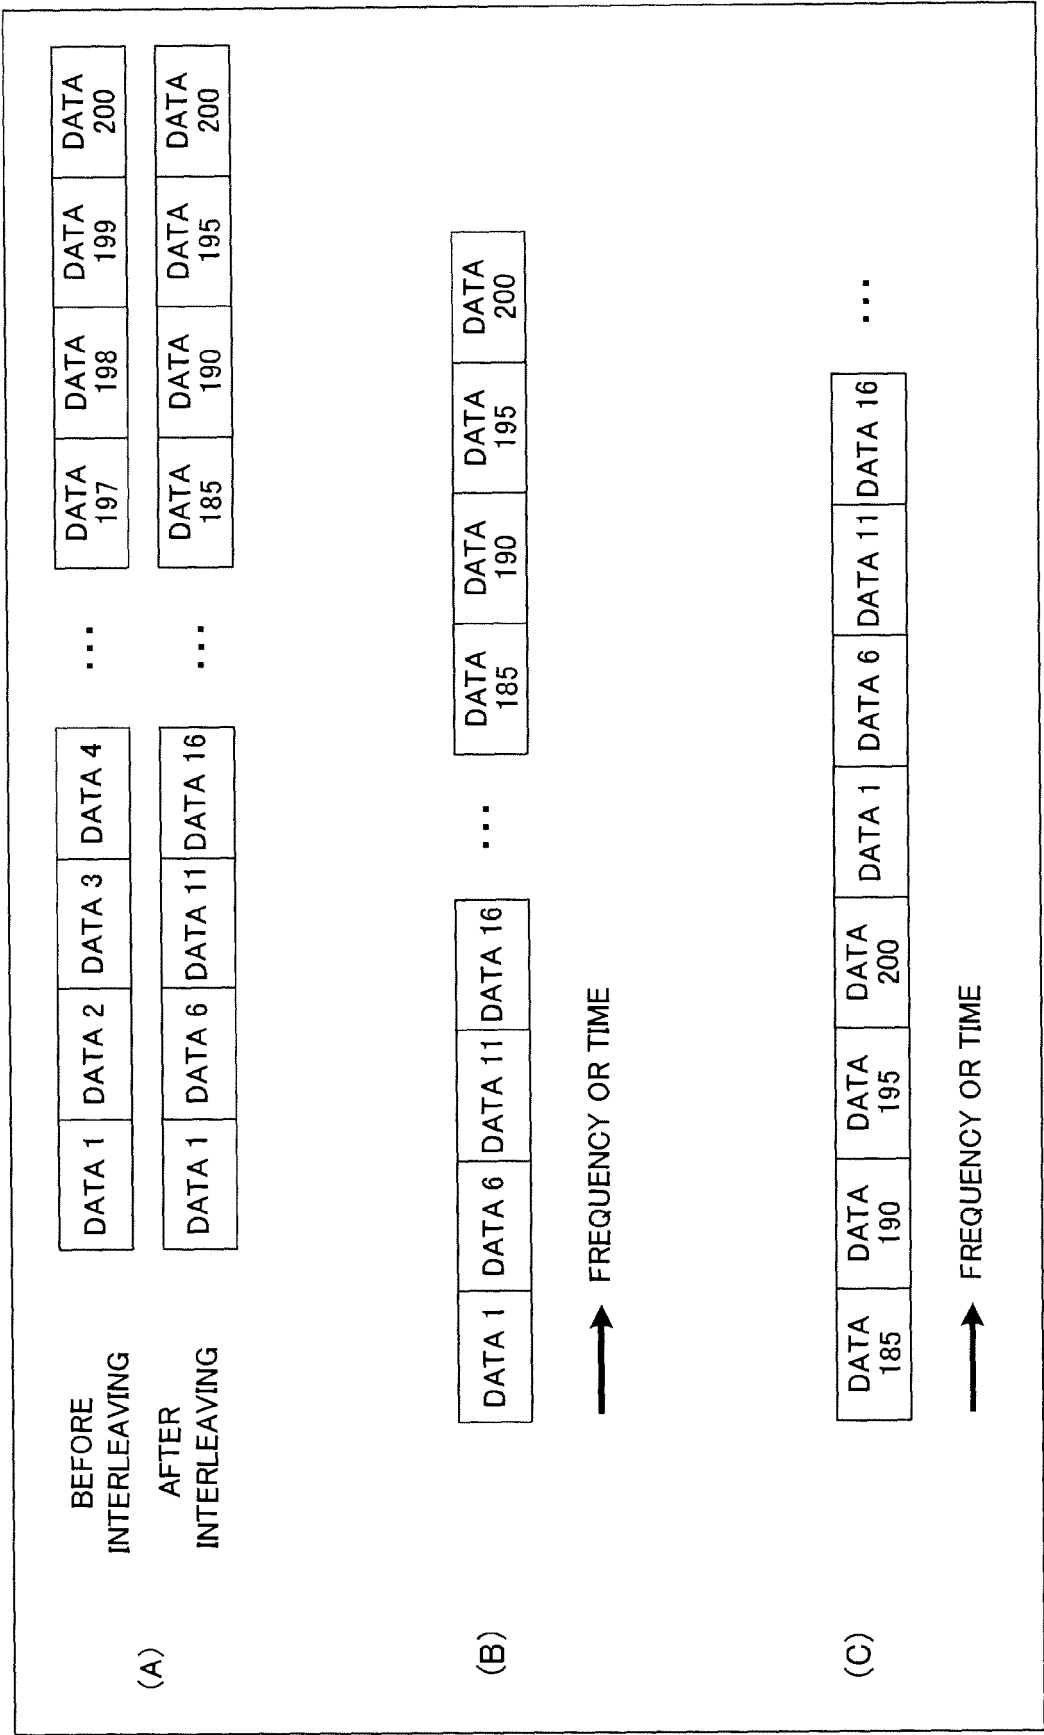 (A)
BEFORE
INTERLEAVING
DATA 1 DATA 2 DATA 3 DATA 4 ... DATA 197 DATA 198 DATA 199 DATA 200
AFTER
INTERLEAVING
DATA 1 DATA 6 DATA 11 DATA 16 ... DATA 185 DATA 190 DATA 195 DATA 200
(B)
DATA 1 DATA 6 DATA 11 DATA 16 ... DATA 185 DATA 190 DATA 195 DATA 200
FREQUENCY OR TIME
(C)
DATA 185 DATA 190 DATA 195 DATA 200 DATA 1 DATA 6 DATA 11 DATA 16 ...
FREQUENCY OR TIME